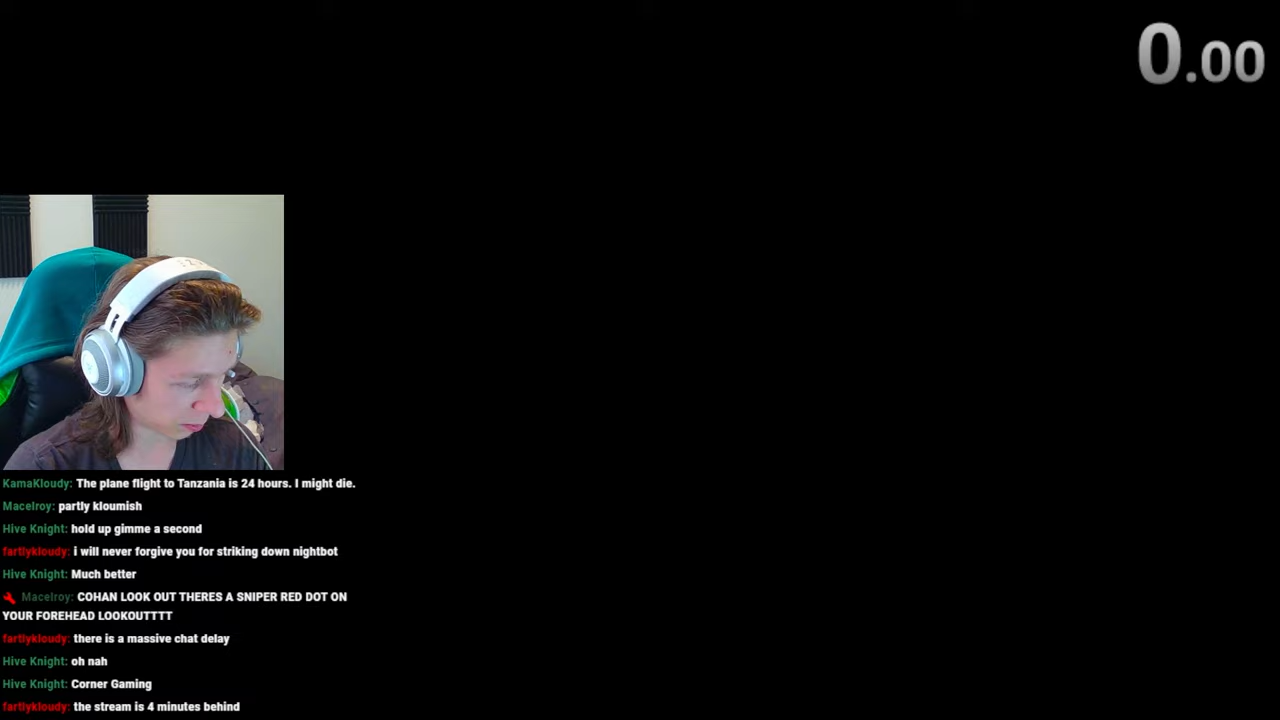 0.00
KamaKloudy: The plane flight to Tanzania is 24 hours. I might die.
Macelroy: partly kloumish
Hive Knight: hold up gimme a second
fartlykloudy: i will never forgive you for striking down nightbot
Hive Knight: Much better
Macelroy: COHAN LOOK OUT THERES A SNIPER RED DOT ON
YOUR FOREHEAD LOOKOUTTTT
fartlykloudy: there is a massive chat delay
Hive Knight: oh nah
Hive Knight: Corner Gaming
fartlykloudy: the stream is 4 minutes behind